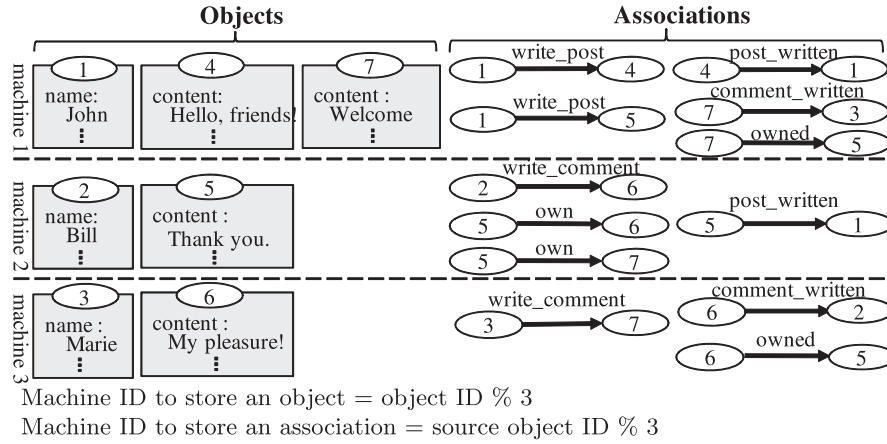 Objects
Associations
machine 1
1
name:
John
4
content:
Hello, friends!
7
content :
Welcome
1 write_post 4
4 post_written 1
1 write_post 5
7 comment_written 3
7 owned 5
machine 2
2
name:
Bill
5
content :
Thank you.
2 write_comment 6
5 own 6
5 own 7
5 post_written 1
machine 3
3
name :
Marie
6
content :
My pleasure!
3 write_comment 7
6 comment_written 2
6 owned 5
Machine ID to store an object = object ID % 3
Machine ID to store an association = source object ID % 3